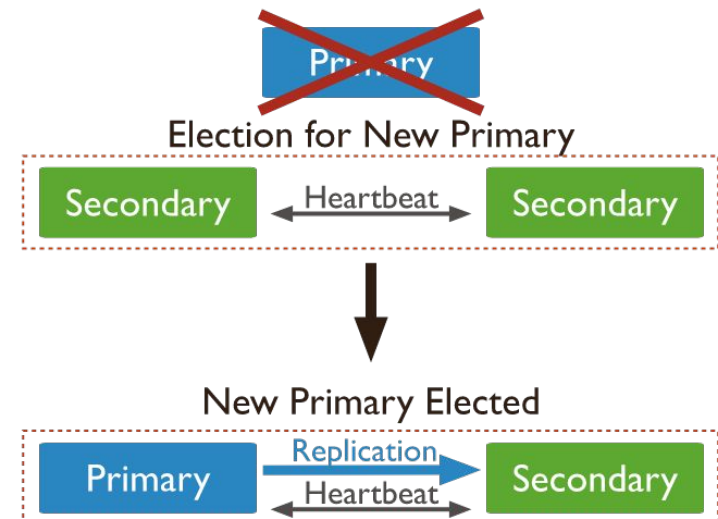 Primary
Election for New Primary
Secondary
Heartbeat
Secondary
New Primary Elected
Primary
Replication
Heartbeat
Secondary